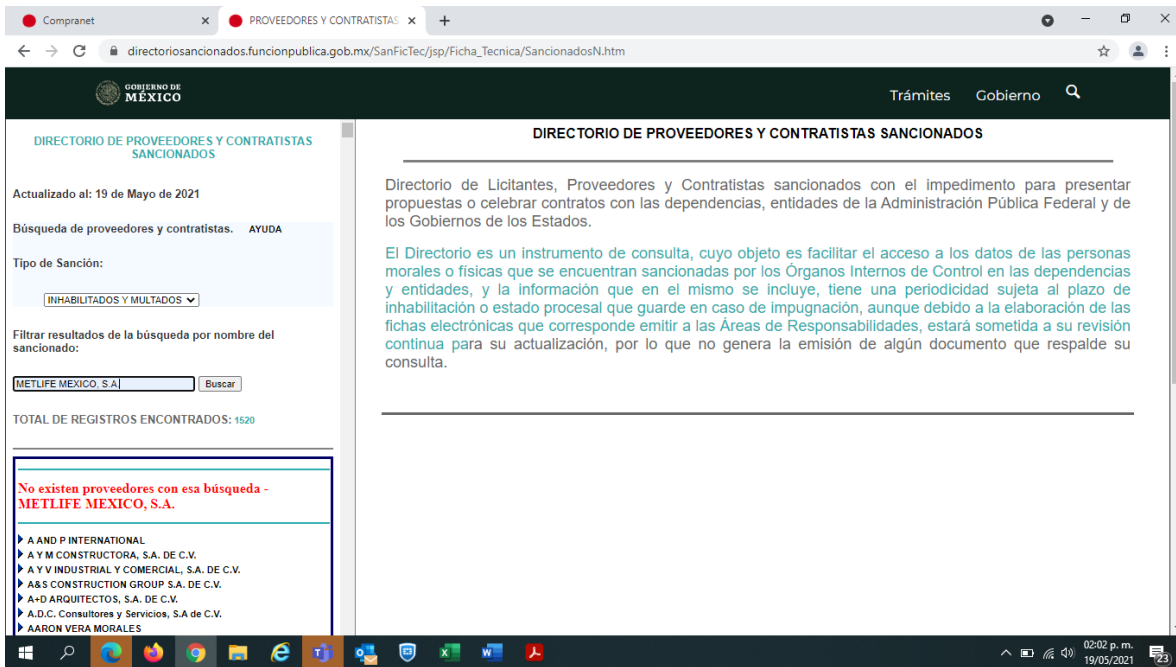 Compranet
PROVEEDORES Y CONTRATISTAS
directoriosancionados.funcionpublica.gob.mx/SanFicTec/jsp/Ficha_Tecnica/SancionadosN.htm
GOBIERNO DE
MÉXICO
Trámites Gobierno
DIRECTORIO DE PROVEEDORES Y CONTRATISTAS
SANCIONADOS
Actualizado al: 19 de Mayo de 2021
Búsqueda de proveedores y contratistas. AYUDA
Tipo de Sanción:
INHABILITADOS Y MULTADOS
Filtrar resultados de la búsqueda por nombre del
sancionado:
METLIFE MEXICO, S.A.
Buscar
TOTAL DE REGISTROS ENCONTRADOS: 1520
No existen proveedores con esa búsqueda -
METLIFE MEXICO, S.A.
A AND P INTERNATIONAL
A Y M CONSTRUCTORA, S.A. DE C.V.
A Y V INDUSTRIAL Y COMERCIAL, S.A. DE C.V.
A&S CONSTRUCTION GROUP S.A. DE C.V.
A+D ARQUITECTOS, S.A. DE C.V.
A.D.C. Consultores y Servicios, S.A de C.V.
AARON VERA MORALES
DIRECTORIO DE PROVEEDORES Y CONTRATISTAS SANCIONADOS
Directorio de Licitantes, Proveedores y Contratistas sancionados con el impedimento para presentar
propuestas o celebrar contratos con las dependencias, entidades de la Administración Pública Federal y de
los Gobiernos de los Estados.
El Directorio es un instrumento de consulta, cuyo objeto es facilitar el acceso a los datos de las personas
morales o físicas que se encuentran sancionadas por los Órganos Internos de Control en las dependencias
y entidades, y la información que en el mismo se incluye, tiene una periodicidad sujeta al plazo de
inhabilitación o estado procesal que guarde en caso de impugnación, aunque debido a la elaboración de las
fichas electrónicas que corresponde emitir a las Áreas de Responsabilidades, estará sometida a su revisión
continua para su actualización, por lo que no genera la emisión de algún documento que respalde su
consulta.
02:02 p. m.
19/05/2021
23